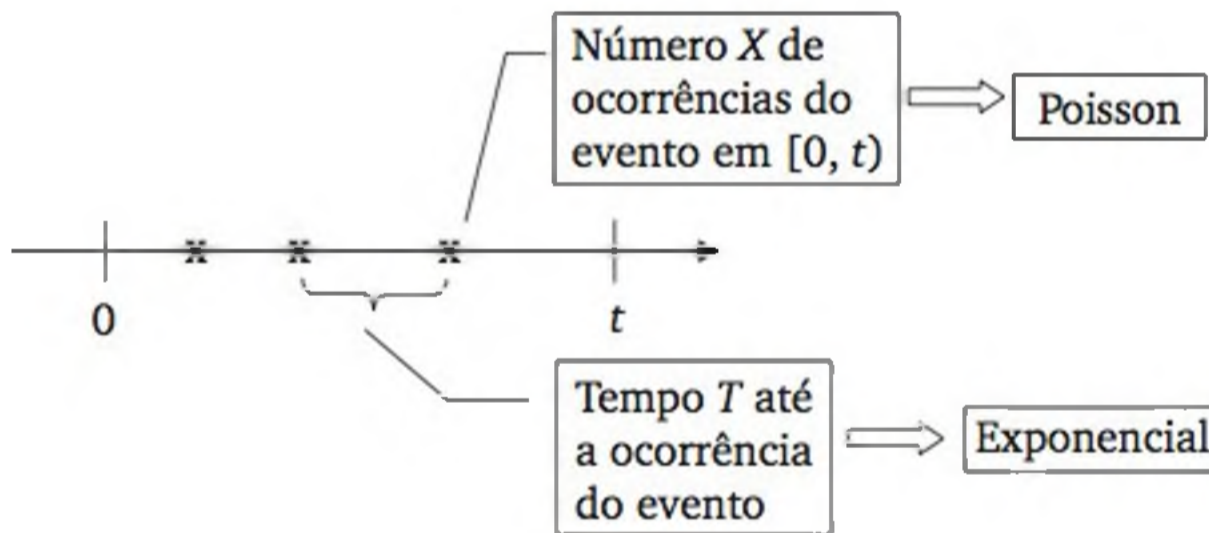 Número X de
ocorrências do
evento em [0, t)
Poisson
0
t
Tempo T até
a ocorrência
do evento
Exponencial